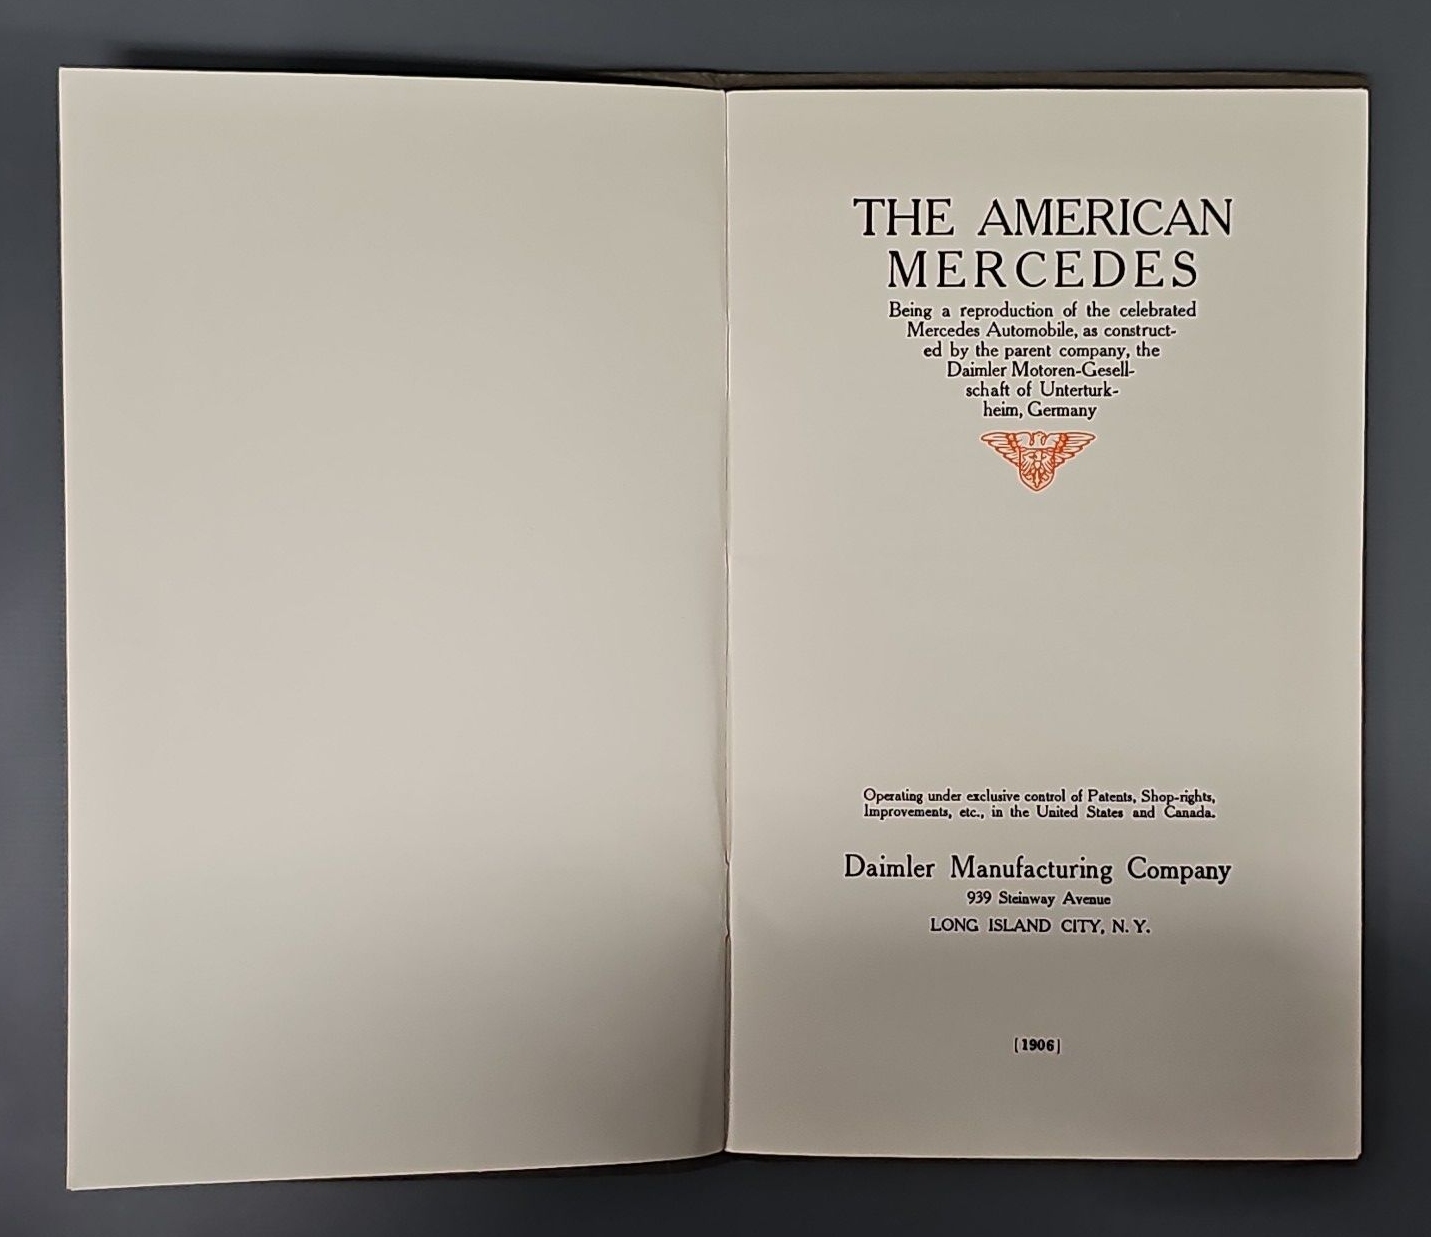 THE AMERICAN
MERCEDES
Being a reproduction of the celebrated
Mercedes Automobile, as construct-
ed by the parent company, the
Daimler Motoren-Gesell-
schaft of Unterturk-
heim, Germany
Operating under exclusive control of Patents, Shop-rights,
Improvements, etc., in the United States and Canada.
Daimler Manufacturing Company
939 Steinway Avenue
LONG ISLAND CITY, N. Y.
[1906]